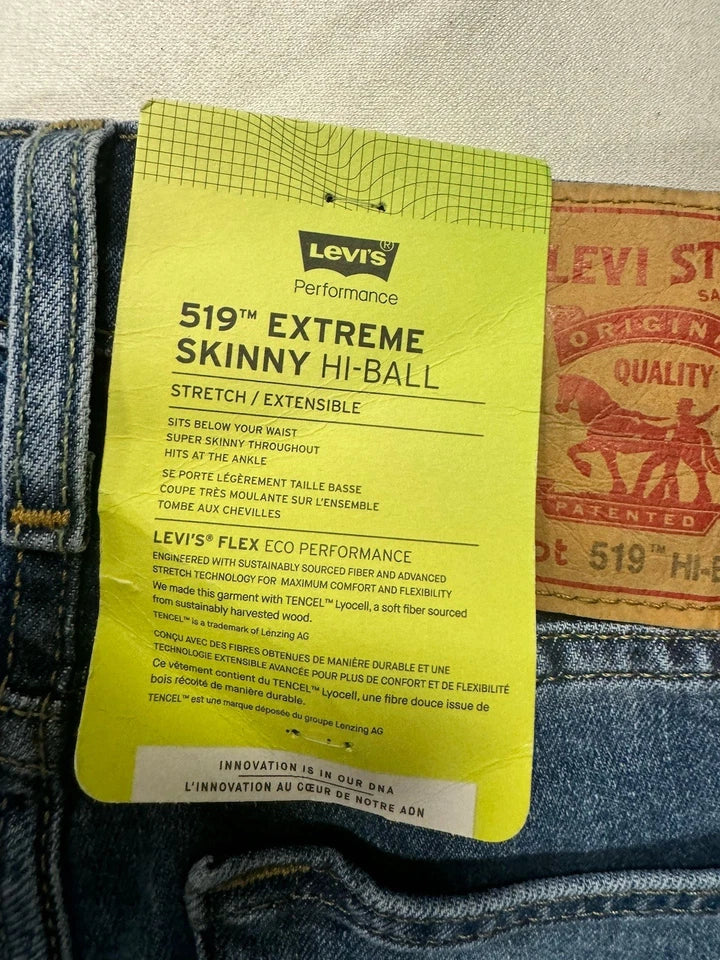 LEVI'S®
Performance
519™ EXTREME
SKINNY HI-BALL
STRETCH / EXTENSIBLE
SITS BELOW YOUR WAIST
SUPER SKINNY THROUGHOUT
HITS AT THE ANKLE
SE PORTE LÉGÈREMENT TAILLE BASSE
COUPE TRÈS MOULANTE SUR L'ENSEMBLE
TOMBE AUX CHEVILLES
LEVI'S® FLEX ECO PERFORMANCE
ENGINEERED WITH SUSTAINABLY SOURCED FIBER AND ADVANCED
STRETCH TECHNOLOGY FOR MAXIMUM COMFORT AND FLEXIBILITY
We made this garment with TENCEL™ Lyocell, a soft fiber sourced
from sustainably harvested wood.
TENCEL™ is a trademark of Lenzing AG
CONÇU AVEC DES FIBRES OBTENUES DE MANIÈRE DURABLE ET UNE
TECHNOLOGIE EXTENSIBLE AVANCÉE POUR PLUS DE CONFORT ET DE FLEXIBILITÉ
Ce vêtement contient du TENCEL™ Lyocell, une fibre douce issue de
bois récolté de manière durable.
TENCEL™ est une marque déposée du groupe Lenzing AG
INNOVATION IS IN OUR DNA
L'INNOVATION AU CŒUR DE NOTRE ADN
LEVI ST
SA
ORIGINA
QUALITY
PATENTED
ot 519™ HI-B